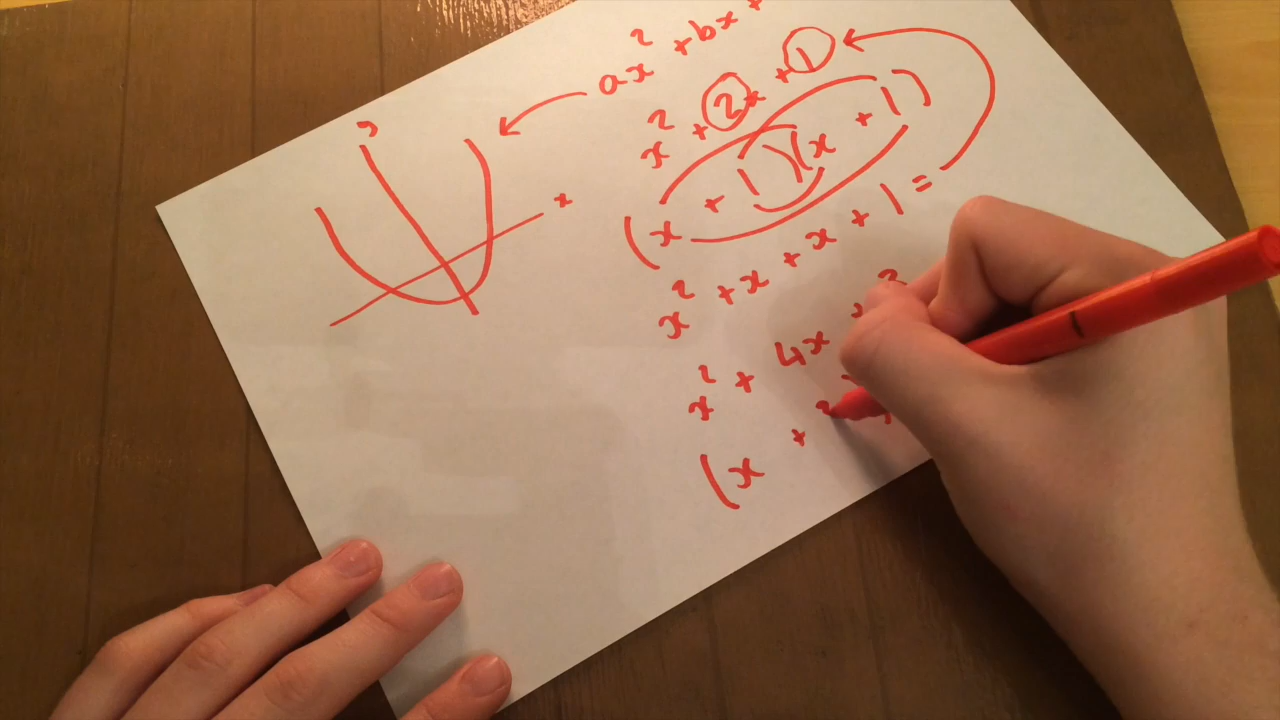 y
x
ax² + bx +
x² + 2x + 1
(x + 1)(x + 1)
x² + x + x + 1 =
x² + 4x +
(x +